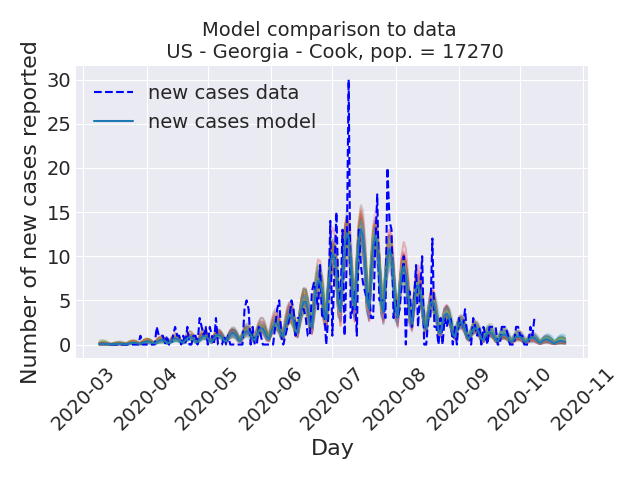 Model comparison to data
US - Georgia - Cook, pop. = 17270
Number of new cases reported
30
25
20
15
10
5
0
new cases data
new cases model
2020-03
2020-04
2020-05
2020-06
2020-07
2020-08
2020-09
2020-10
2020-11
Day